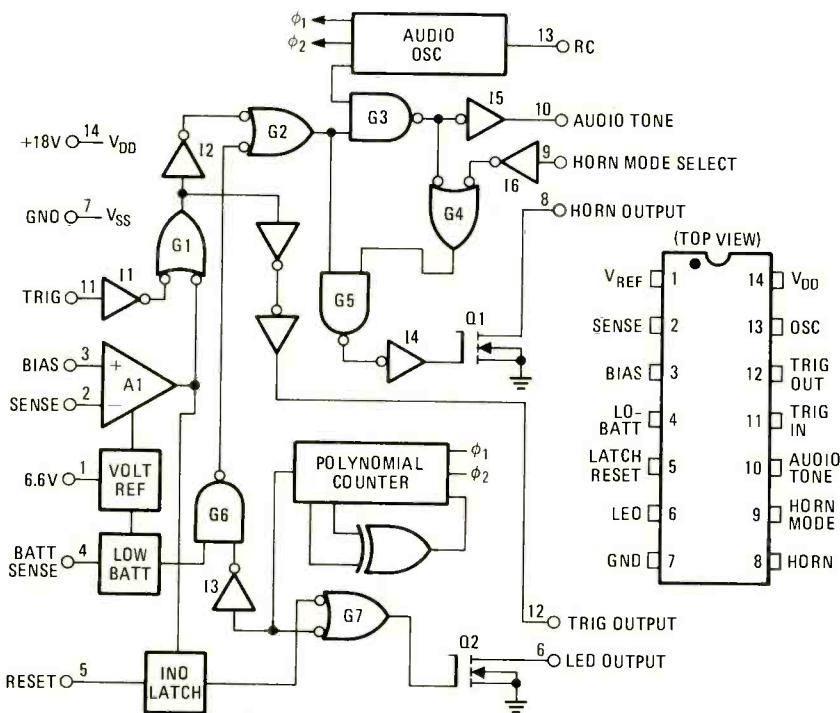 ϕ1
ϕ2
AUDIO
OSC
13
RC
+18V
14
VDD
I2
G2
G3
I5
10
AUDIO TONE
9
HORN MODE SELECT
I6
GND
7
VSS
G1
G4
8
HORN OUTPUT
TRIG
11
I1
G5
I4
Q1
BIAS
3
+
A1
SENSE
2
−
6.6V
1
VOLT
REF
G6
POLYNOMIAL
COUNTER
ϕ1
ϕ2
BATT
SENSE
4
LOW
BATT
I3
G7
12
TRIG OUTPUT
Q2
6
LED OUTPUT
RESET
5
INO
LATCH
(TOP VIEW)
VREF 1 14 VDD
SENSE 2 13 OSC
BIAS 3 12 TRIG
OUT
LO-
BATT 4 11 TRIG
IN
LATCH
RESET 5 10 AUDIO
TONE
LEO 6 9 HORN
MODE
GND 7 8 HORN